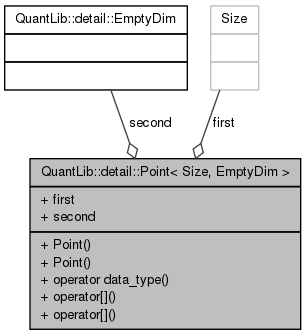 QuantLib::detail::EmptyDim
Size
second
first
QuantLib::detail::Point< Size, EmptyDim >
+ first
+ second
+ Point()
+ Point()
+ operator data_type()
+ operator[]()
+ operator[]()